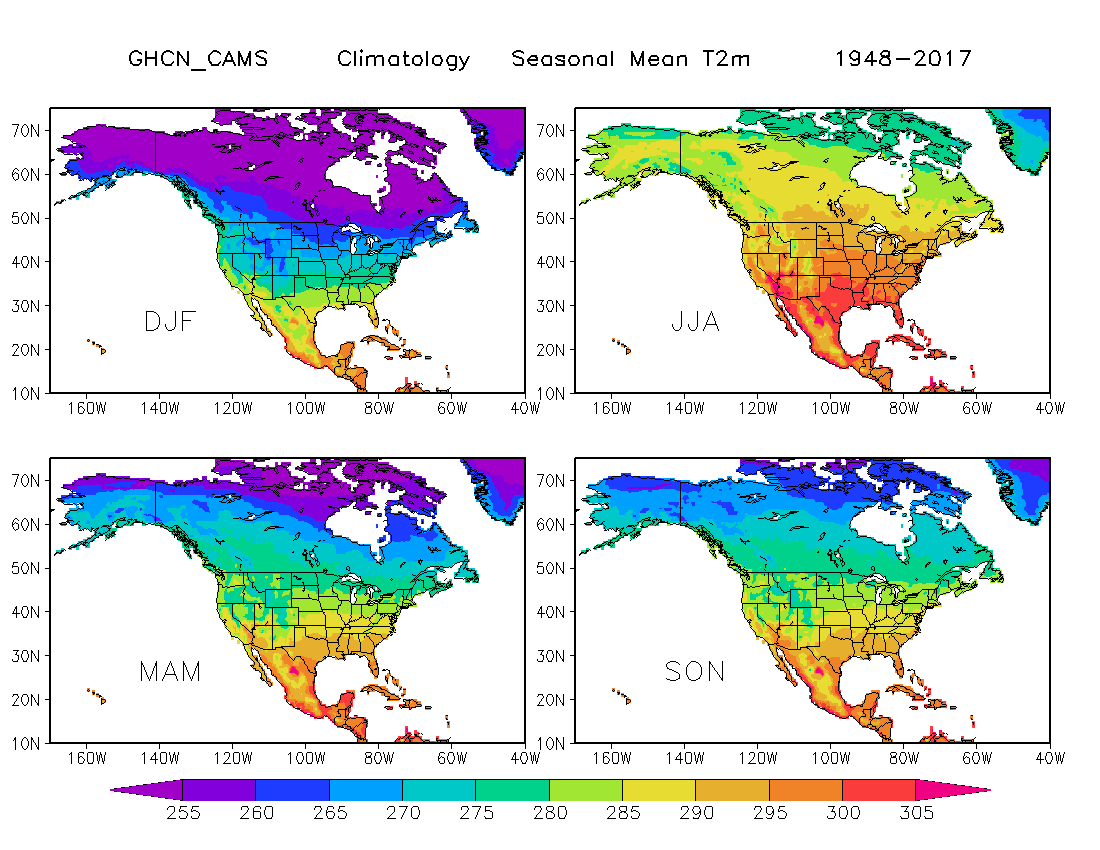 GHCN_CAMS Climatology Seasonal Mean T2m 1948-2017
70N 70N
60N 60N
50N 50N
40N 40N
30N 30N
DJF JJA
20N 20N
10N 10N
160W 140W 120W 100W 80W 60W 40W 160W 140W 120W 100W 80W 60W 40W
70N 70N
60N 60N
50N 50N
40N 40N
30N 30N
MAM SON
20N 20N
10N 10N
160W 140W 120W 100W 80W 60W 40W 160W 140W 120W 100W 80W 60W 40W
255 260 265 270 275 280 285 290 295 300 305